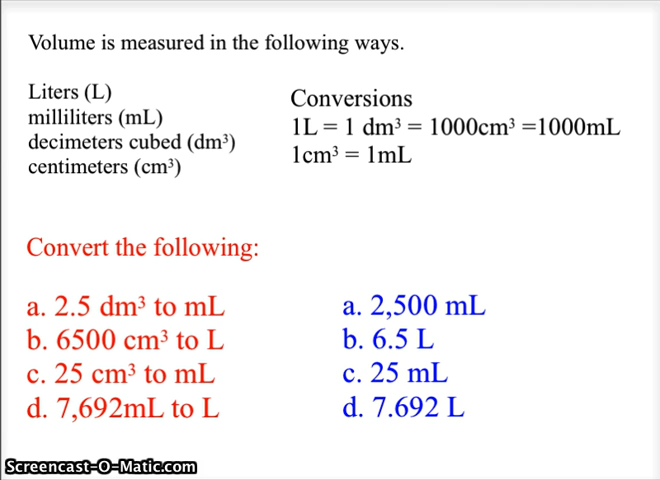 Volume is measured in the following ways.
Liters (L)
milliliters (mL)
decimeters cubed (dm³)
centimeters (cm³)
Conversions
1L = 1 dm³ = 1000cm³ =1000mL
1cm³ = 1mL
Convert the following:
a. 2.5 dm³ to mL
b. 6500 cm³ to L
c. 25 cm³ to mL
d. 7,692mL to L
a. 2,500 mL
b. 6.5 L
c. 25 mL
d. 7.692 L
Screencast-O-Matic.com